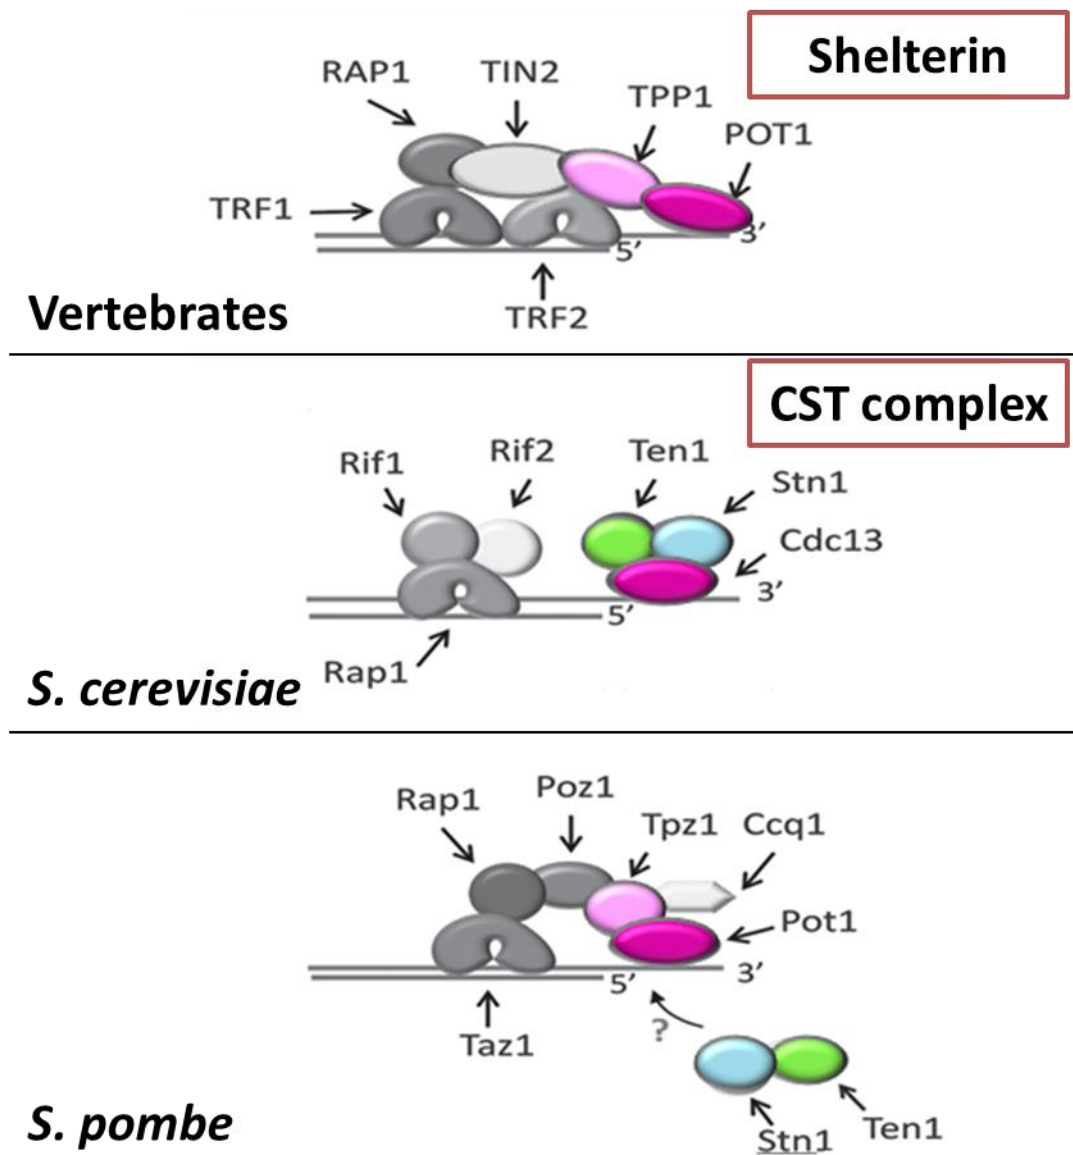 Shelterin
RAP1
TIN2
TPP1
POT1
TRF1
3′
5′
TRF2
Vertebrates
CST complex
Rif1
Rif2
Ten1
Stn1
Cdc13
3′
5′
Rap1
S. cerevisiae
Rap1
Poz1
Tpz1
Ccq1
Pot1
3′
5′
?
Taz1
Stn1
Ten1
S. pombe